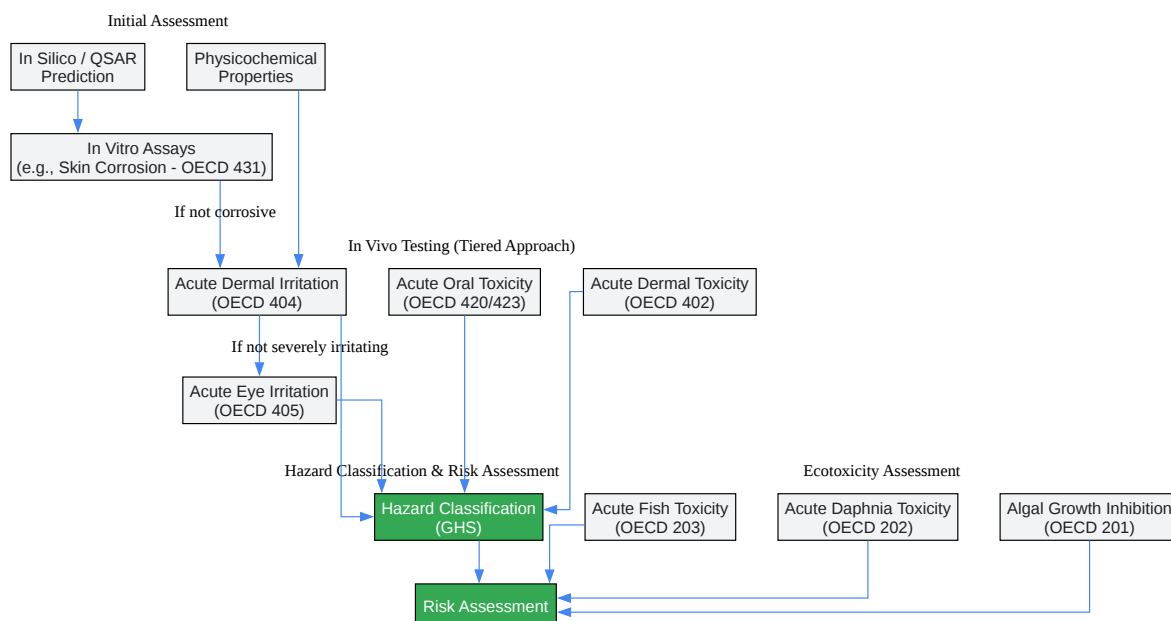 Initial Assessment
In Silico / QSAR
Prediction
Physicochemical
Properties
In Vitro Assays
(e.g., Skin Corrosion - OECD 431)
If not corrosive
In Vivo Testing (Tiered Approach)
Acute Dermal Irritation
(OECD 404)
Acute Oral Toxicity
(OECD 420/423)
Acute Dermal Toxicity
(OECD 402)
If not severely irritating
Acute Eye Irritation
(OECD 405)
Hazard Classification & Risk Assessment
Ecotoxicity Assessment
Hazard Classification
(GHS)
Acute Fish Toxicity
(OECD 203)
Acute Daphnia Toxicity
(OECD 202)
Algal Growth Inhibition
(OECD 201)
Risk Assessment